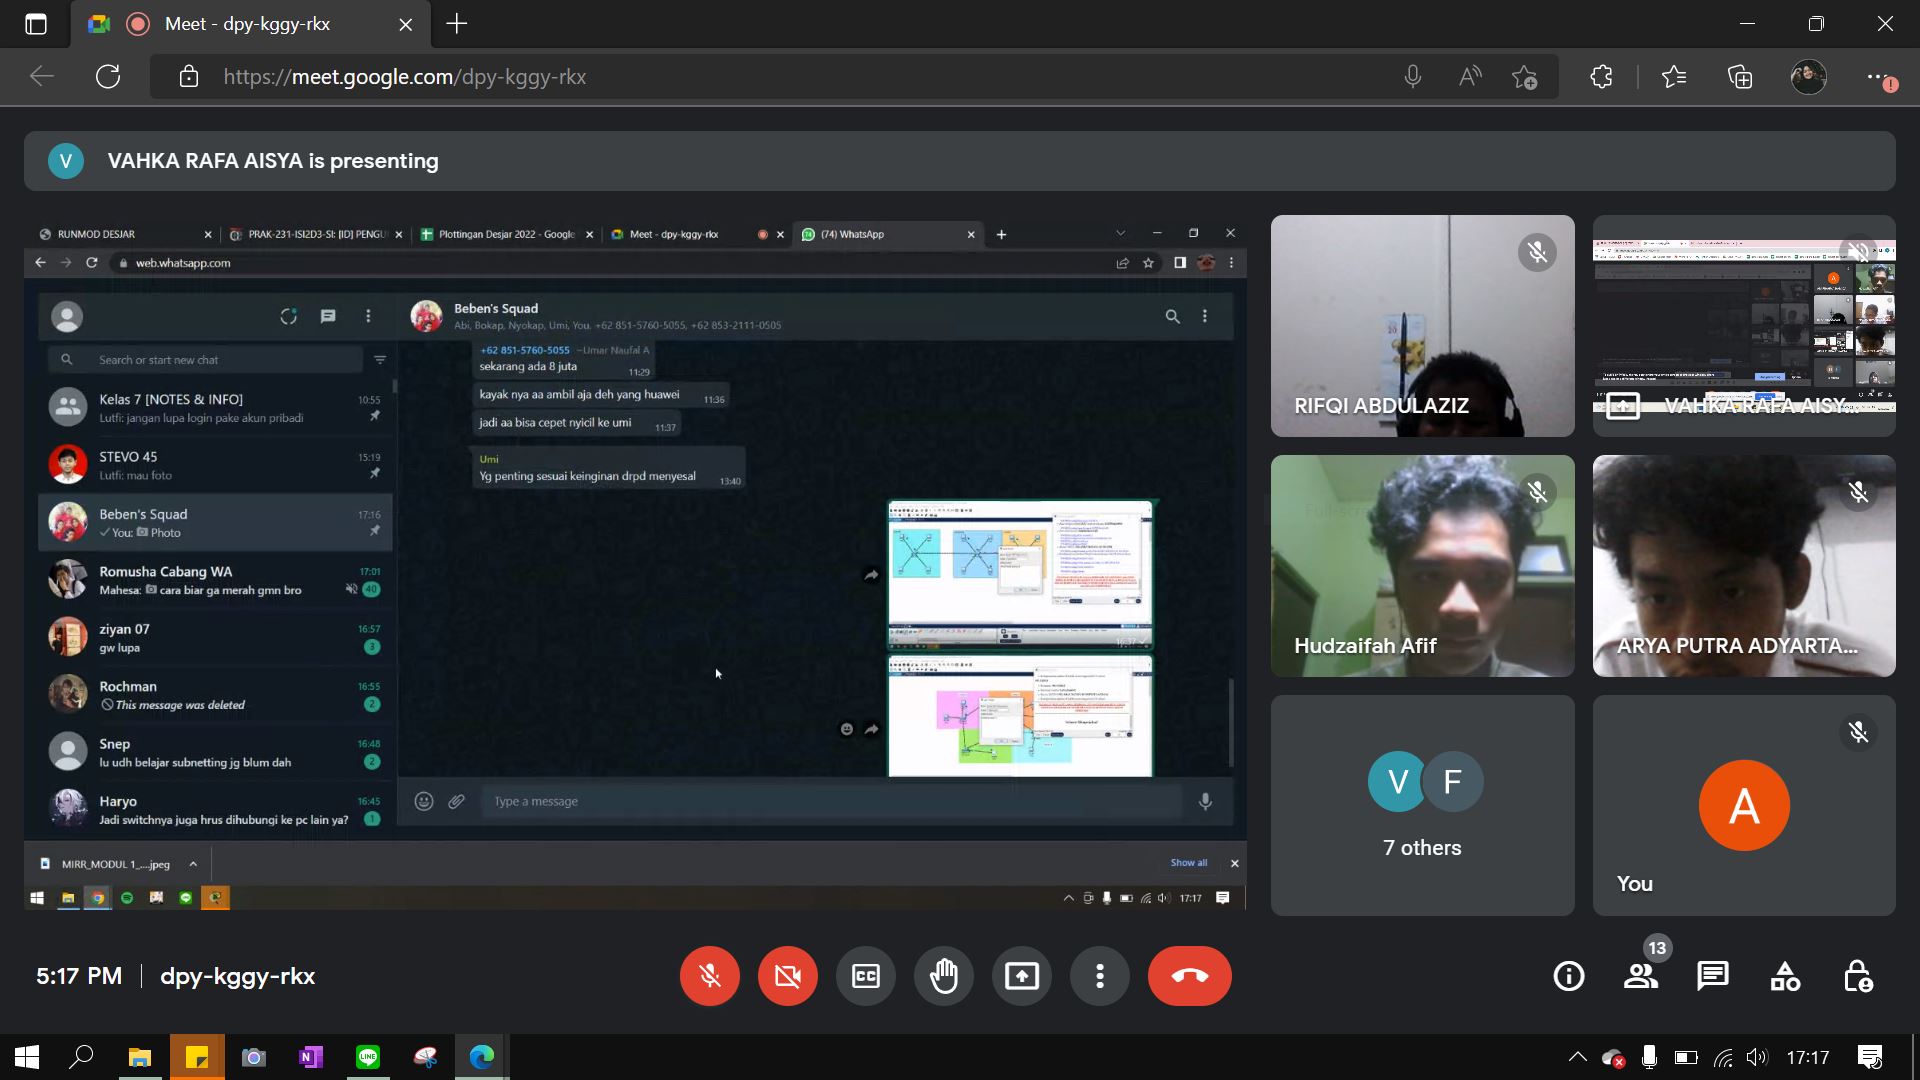 Meet - dpy-kggy-rkx
https://meet.google.com/dpy-kggy-rkx
V VAHKA RAFA AISYA is presenting
RUNMOD DESJAR
PRAK-231-ISI2D3-SI: [ID] PENGU
Plottingan Desjar 2022 - Google
Meet - dpy-kggy-rkx
(74) WhatsApp
web.whatsapp.com
Beben's Squad
Abi, Bokap, Nyokap, Umi, You, +62 851-5760-5055, +62 853-2111-0505
Search or start new chat
Kelas 7 [NOTES & INFO] 10:55
Lutfi: jangan lupa login pake akun pribadi
STEVO 45 15:19
Lutfi: mau foto
Beben's Squad 17:16
You: Photo
Romusha Cabang WA 17:01
Mahesa: cara biar ga merah gmn bro 40
ziyan 07 16:57
gw lupa 3
Rochman 16:55
This message was deleted 2
Snep 16:48
lu udh belajar subnetting jg blum dah 2
Haryo 16:45
Jadi switchnya juga hrus dihubungi ke pc lain ya? 1
+62 851-5760-5055 ~Umar Naufal A
sekarang ada 8 juta 11:29
kayak nya aa ambil aja deh yang huawei 11:36
jadi aa bisa cepet nyicil ke umi 11:37
Umi
Yg penting sesuai keinginan drpd menyesal 13:40
16:37
Type a message
MIRR_MODUL 1_....jpeg
Show all
17:17
RIFQI ABDULAZIZ
VAHKA RAFA AISY...
Hudzaifah Afif
ARYA PUTRA ADYARTA...
V F
7 others
A
You
5:17 PM | dpy-kggy-rkx
CC
13
LINE
17:17